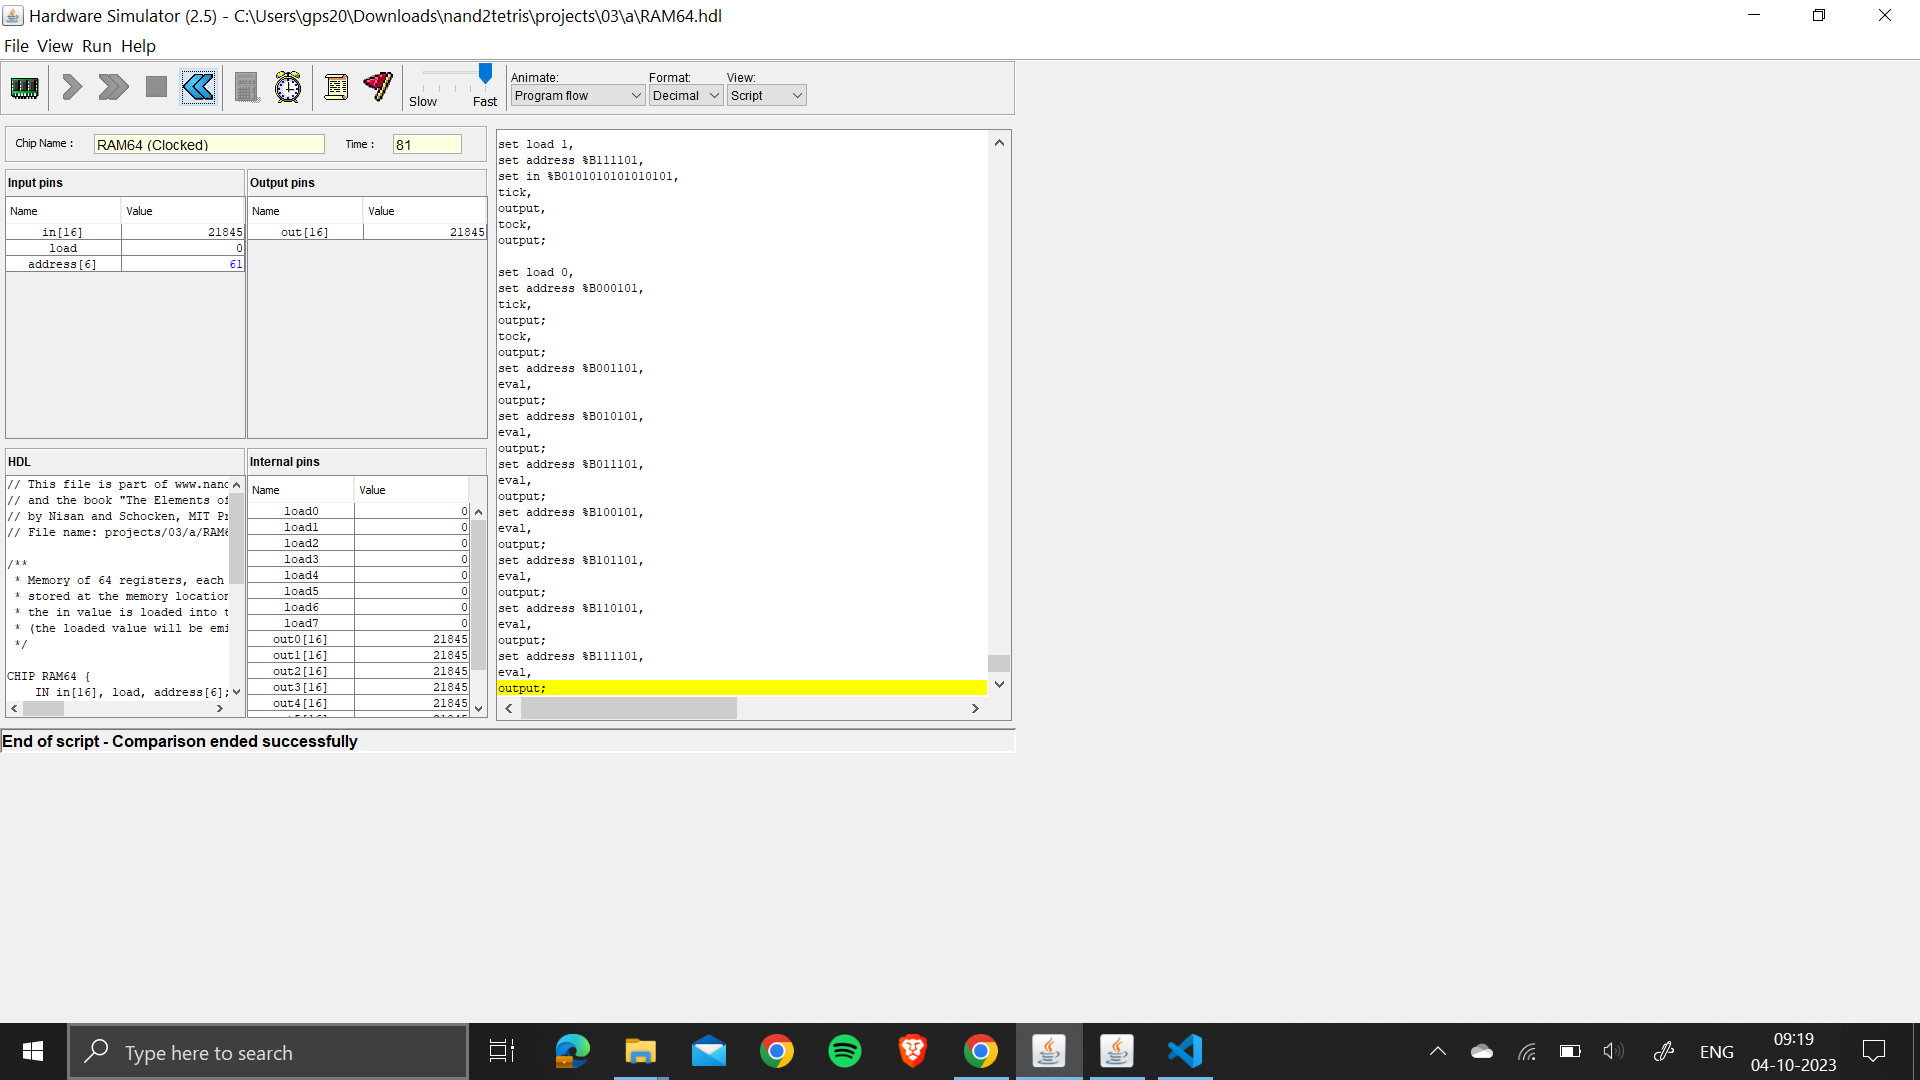 Hardware Simulator (2.5) - C:\Users\gps20\Downloads\nand2tetris\projects\03\a\RAM64.hdl
File View Run Help
Slow Fast
Animate: Format: View:
Program flow Decimal Script
Chip Name : RAM64 (Clocked) Time : 81
Input pins
Name Value
in[16] 21845
load 0
address[6] 61
Output pins
Name Value
out[16] 21845
HDL
// This file is part of www.nand
// and the book "The Elements of
// by Nisan and Schocken, MIT Pr
// File name: projects/03/a/RAM6
/**
* Memory of 64 registers, each
* stored at the memory location
* the in value is loaded into t
* (the loaded value will be emi
*/
CHIP RAM64 {
IN in[16], load, address[6];
Internal pins
Name Value
load0 0
load1 0
load2 0
load3 0
load4 0
load5 0
load6 0
load7 0
out0[16] 21845
out1[16] 21845
out2[16] 21845
out3[16] 21845
out4[16] 21845
set load 1,
set address %B111101,
set in %B0101010101010101,
tick,
output,
tock,
output;
set load 0,
set address %B000101,
tick,
output;
tock,
output;
set address %B001101,
eval,
output;
set address %B010101,
eval,
output;
set address %B011101,
eval,
output;
set address %B100101,
eval,
output;
set address %B101101,
eval,
output;
set address %B110101,
eval,
output;
set address %B111101,
eval,
output;
End of script - Comparison ended successfully
Type here to search
ENG
09:19
04-10-2023